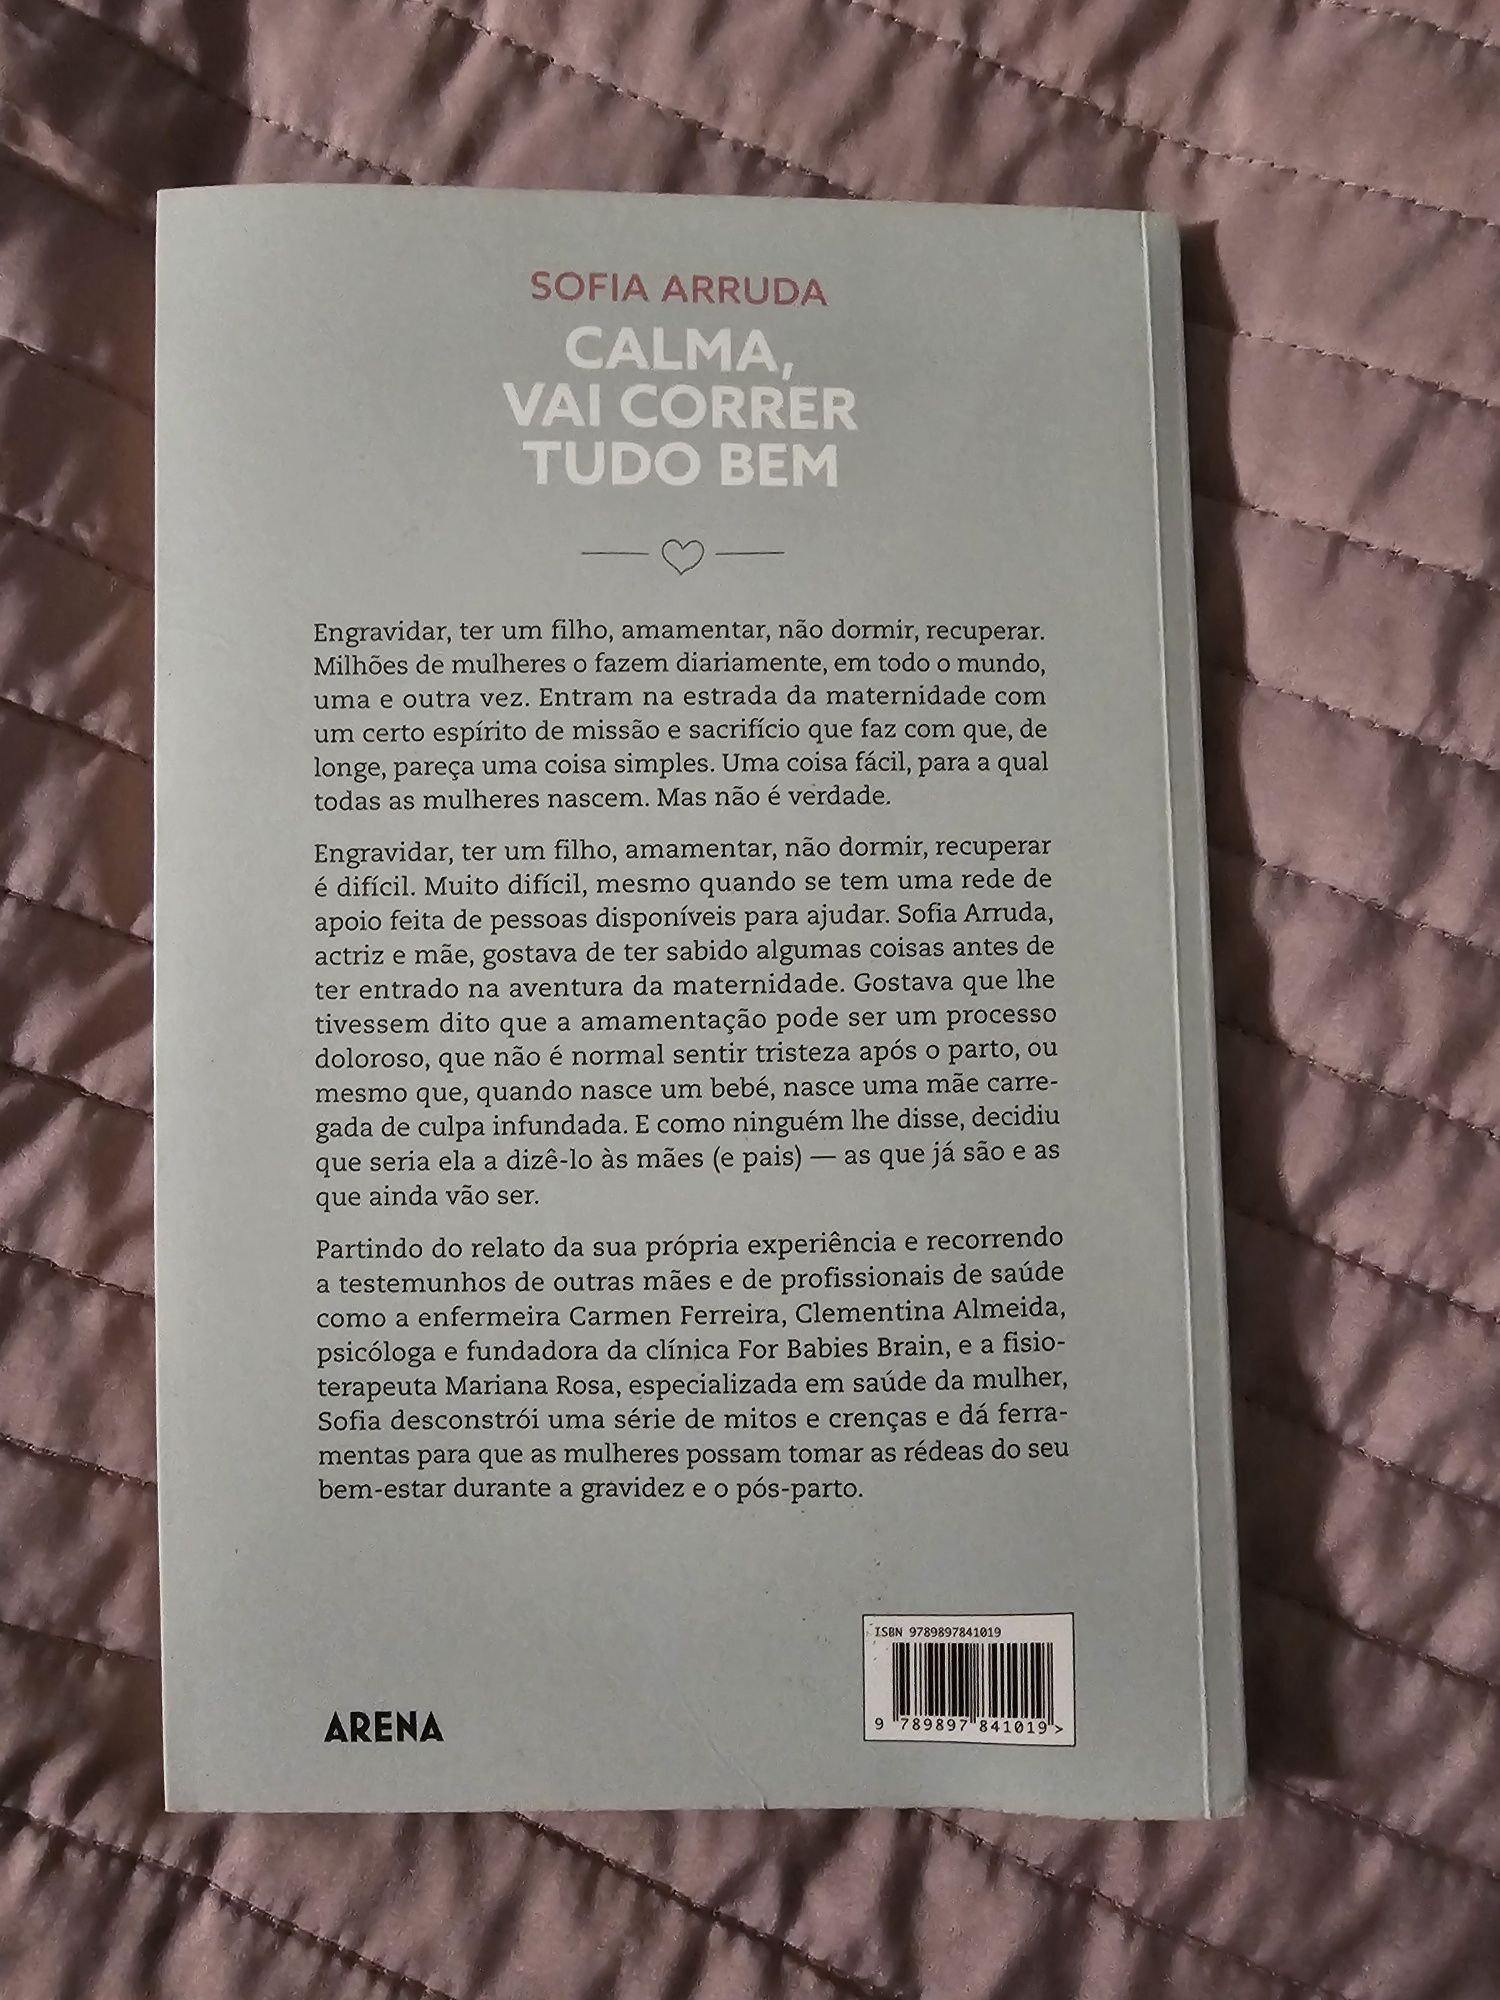 SOFIA ARRUDA
CALMA,
VAI CORRER
TUDO BEM
Engravidar, ter um filho, amamentar, não dormir, recuperar.
Milhões de mulheres o fazem diariamente, em todo o mundo,
uma e outra vez. Entram na estrada da maternidade com
um certo espírito de missão e sacrifício que faz com que, de
longe, pareça uma coisa simples. Uma coisa fácil, para a qual
todas as mulheres nascem. Mas não é verdade.
Engravidar, ter um filho, amamentar, não dormir, recuperar
é difícil. Muito difícil, mesmo quando se tem uma rede de
apoio feita de pessoas disponíveis para ajudar. Sofia Arruda,
actriz e mãe, gostava de ter sabido algumas coisas antes de
ter entrado na aventura da maternidade. Gostava que lhe
tivessem dito que a amamentação pode ser um processo
doloroso, que não é normal sentir tristeza após o parto, ou
mesmo que, quando nasce um bebé, nasce uma mãe carre-
gada de culpa infundada. E como ninguém lhe disse, decidiu
que seria ela a dizê-lo às mães (e pais) — as que já são e as
que ainda vão ser.
Partindo do relato da sua própria experiência e recorrendo
a testemunhos de outras mães e de profissionais de saúde
como a enfermeira Carmen Ferreira, Clementina Almeida,
psicóloga e fundadora da clínica For Babies Brain, e a fisio-
terapeuta Mariana Rosa, especializada em saúde da mulher,
Sofia desconstrói uma série de mitos e crenças e dá ferra-
mentas para que as mulheres possam tomar as rédeas do seu
bem-estar durante a gravidez e o pós-parto.
ISBN 9789897841019
9 789897 841019 >
ARENA